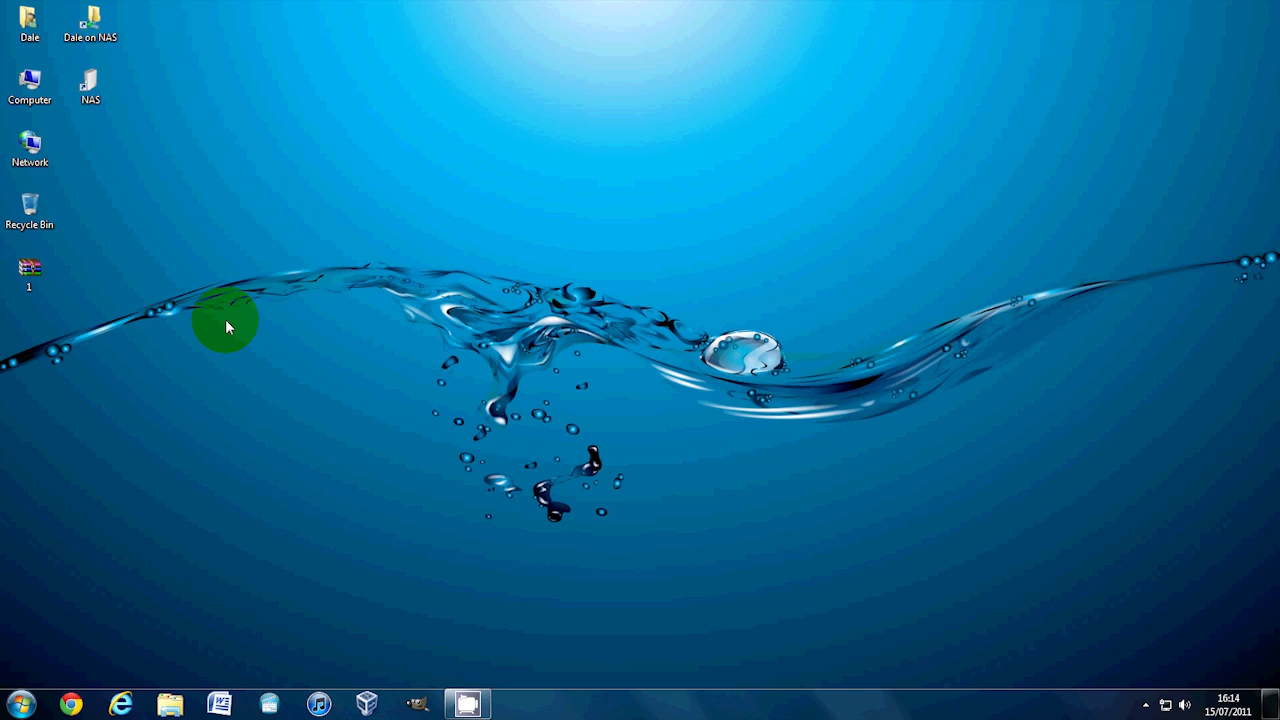 Dale
Dale on NAS
Computer
NAS
Network
Recycle Bin
1
16:14
15/07/2011